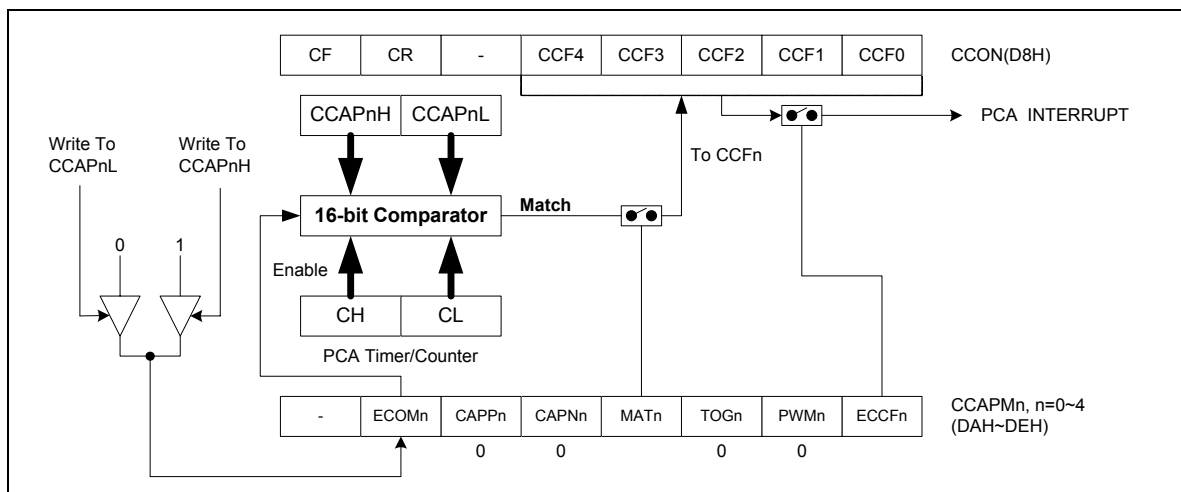 CF CR - CCF4 CCF3 CCF2 CCF1 CCF0 CCON(D8H)
CCAPnH CCAPnL
PCA INTERRUPT
Write To
CCAPnL
Write To
CCAPnH
To CCFn
16-bit Comparator
Match
0 1
Enable
CH CL
PCA Timer/Counter
- ECOMn CAPPn CAPNn MATn TOGn PWMn ECCFn
CCAPMn, n=0~4
(DAH~DEH)
0 0 0 0